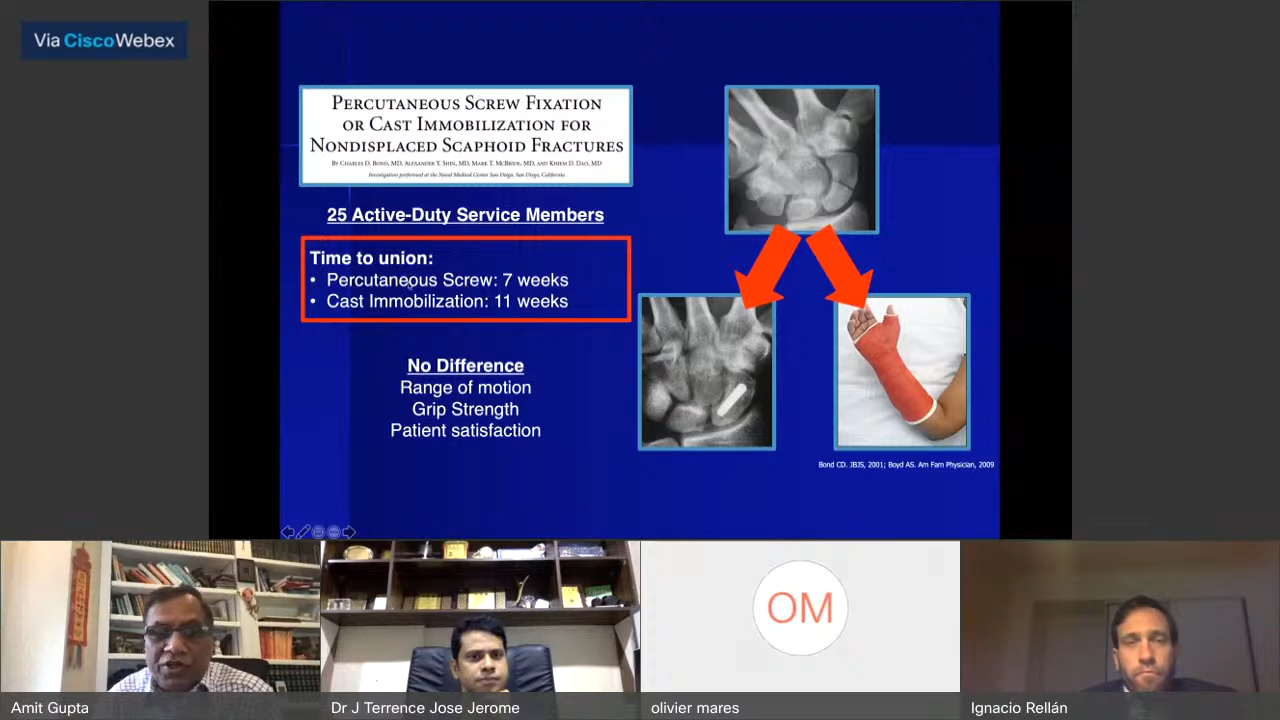 Via CiscoWebex
PERCUTANEOUS SCREW FIXATION
OR CAST IMMOBILIZATION FOR
NONDISPLACED SCAPHOID FRACTURES
BY CHARLES D. BOND, MD, ALEXANDER Y. SHIN, MD, MARK T. MCBRIDE, MD, AND KHIEM D. DAO, MD
Investigation performed at the Naval Medical Center San Diego, San Diego, California
25 Active-Duty Service Members
Time to union:
• Percutaneous Screw: 7 weeks
• Cast Immobilization: 11 weeks
No Difference
Range of motion
Grip Strength
Patient satisfaction
Bond CD. JBJS, 2001; Boyd AS. Am Fam Physician, 2009
OM
Amit Gupta
Dr J Terrence Jose Jerome
olivier mares
Ignacio Rellán